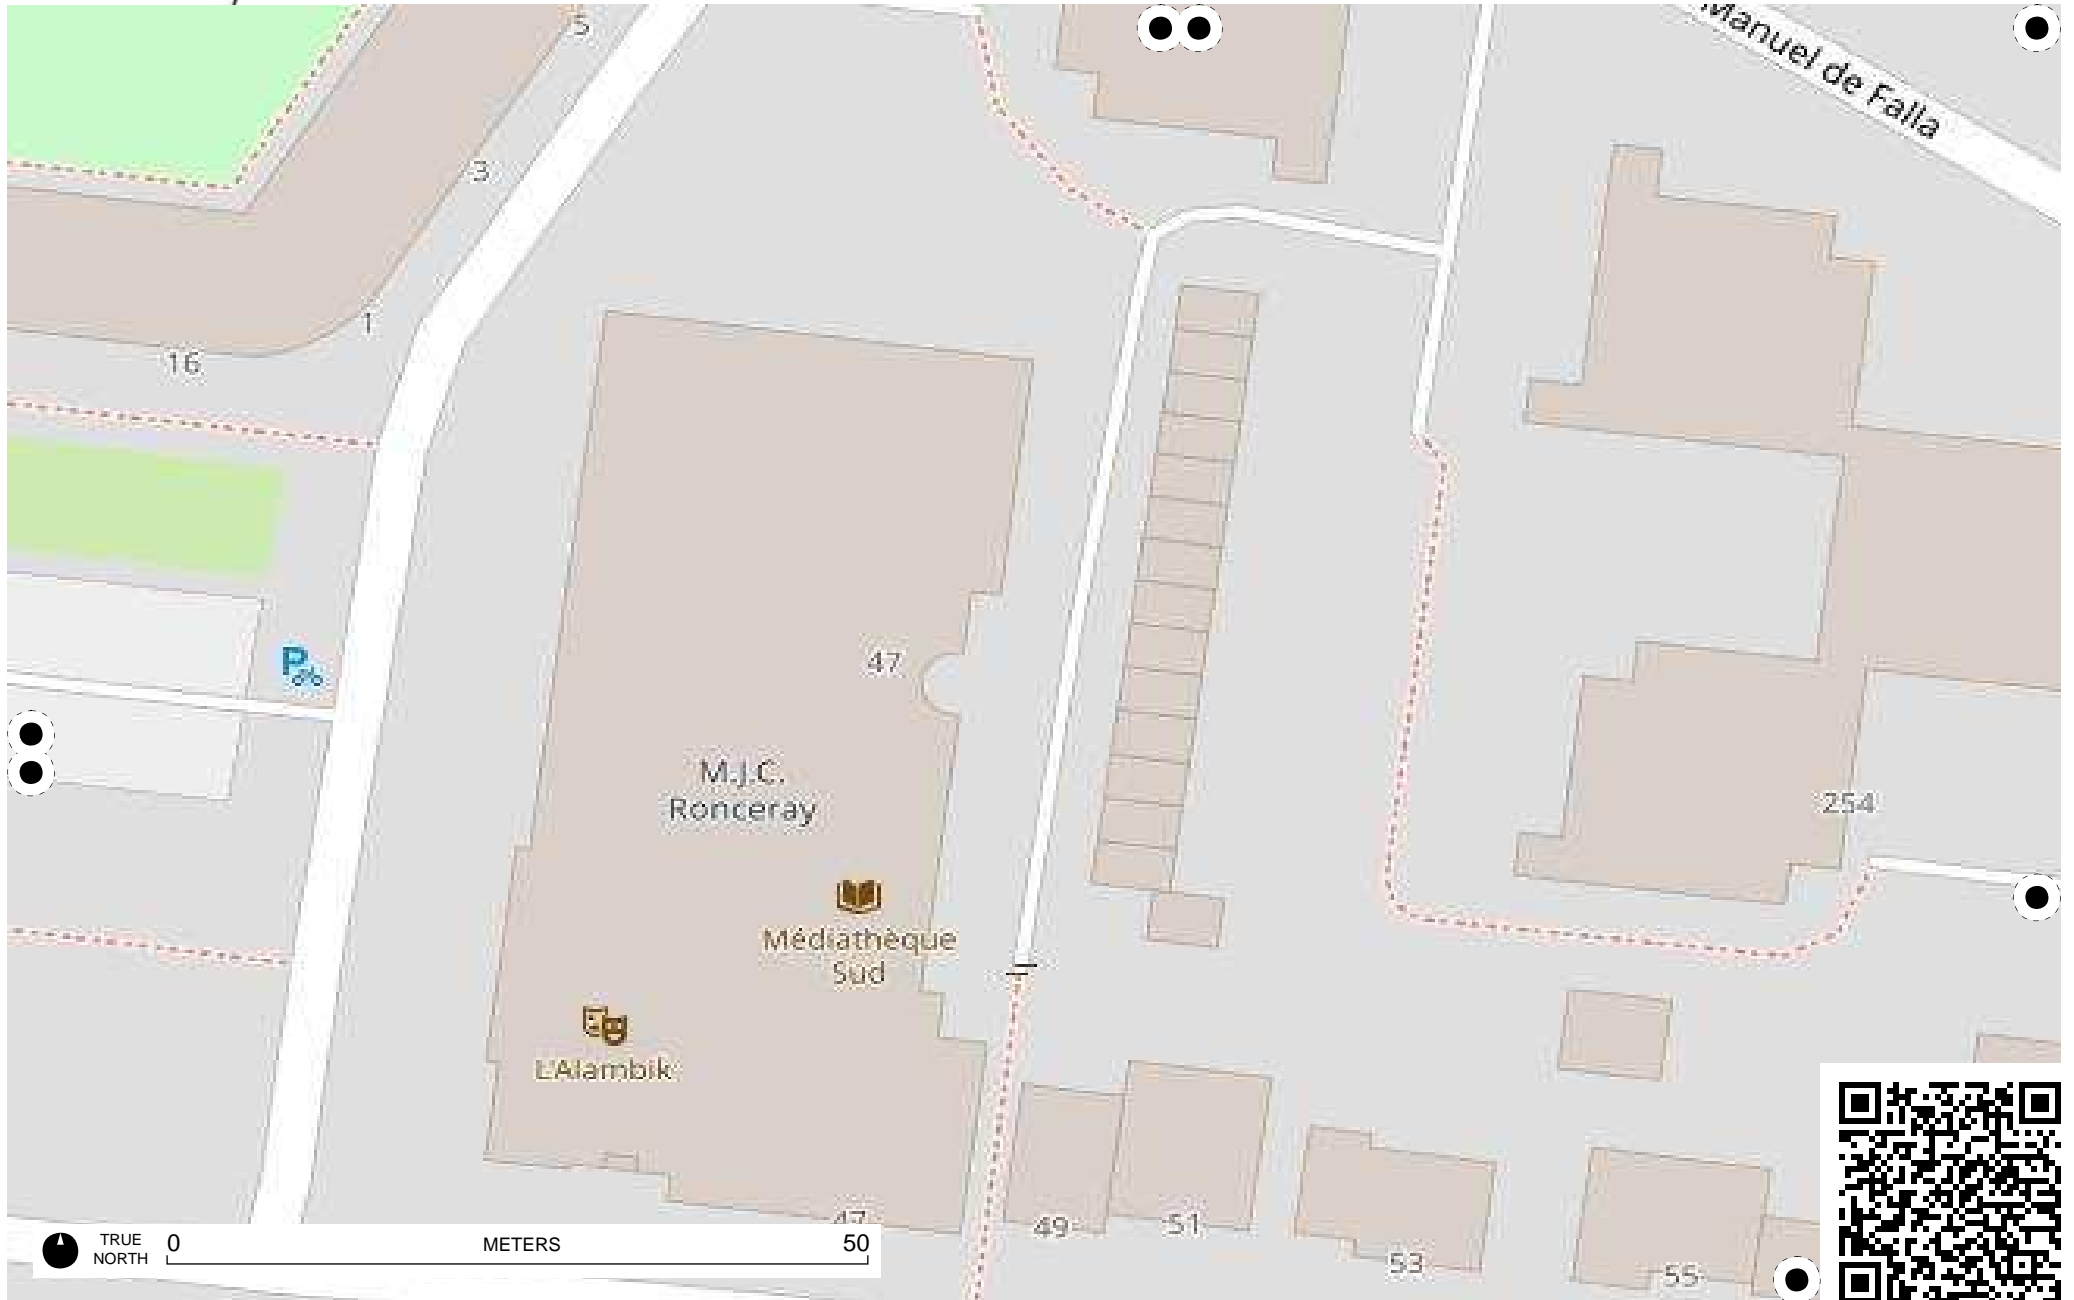 5
Manuel de Falla
3
1
16
47
P
M.J.C.
Ronceray
254
Médiathèque
Sud
L'Alambik
47
49
51
53
55
TRUE
NORTH
0
METERS
50